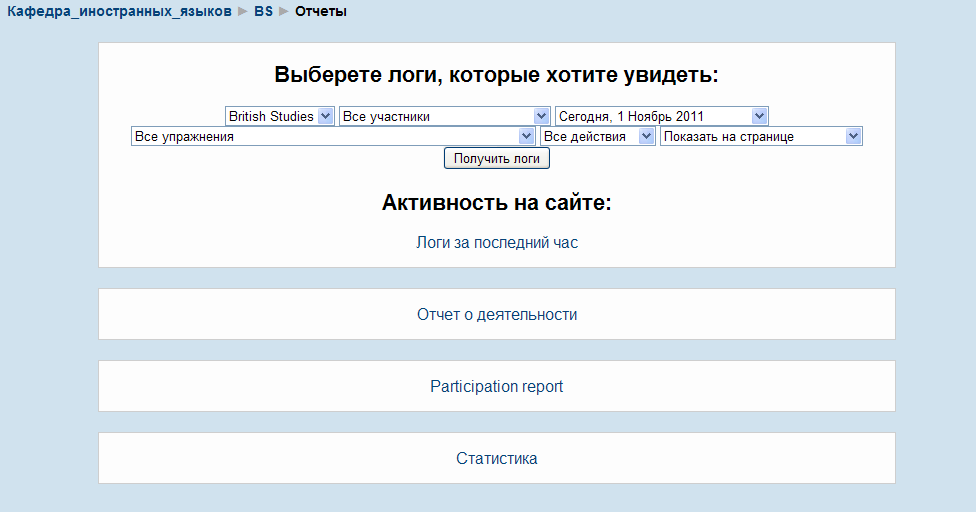 Кафедра_иностранных_языков ► BS ► Отчеты
Выберете логи, которые хотите увидеть:
British Studies Все участники Сегодня, 1 Ноябрь 2011
Все упражнения Все действия Показать на странице
Получить логи
Активность на сайте:
Логи за последний час
Отчет о деятельности
Participation report
Статистика